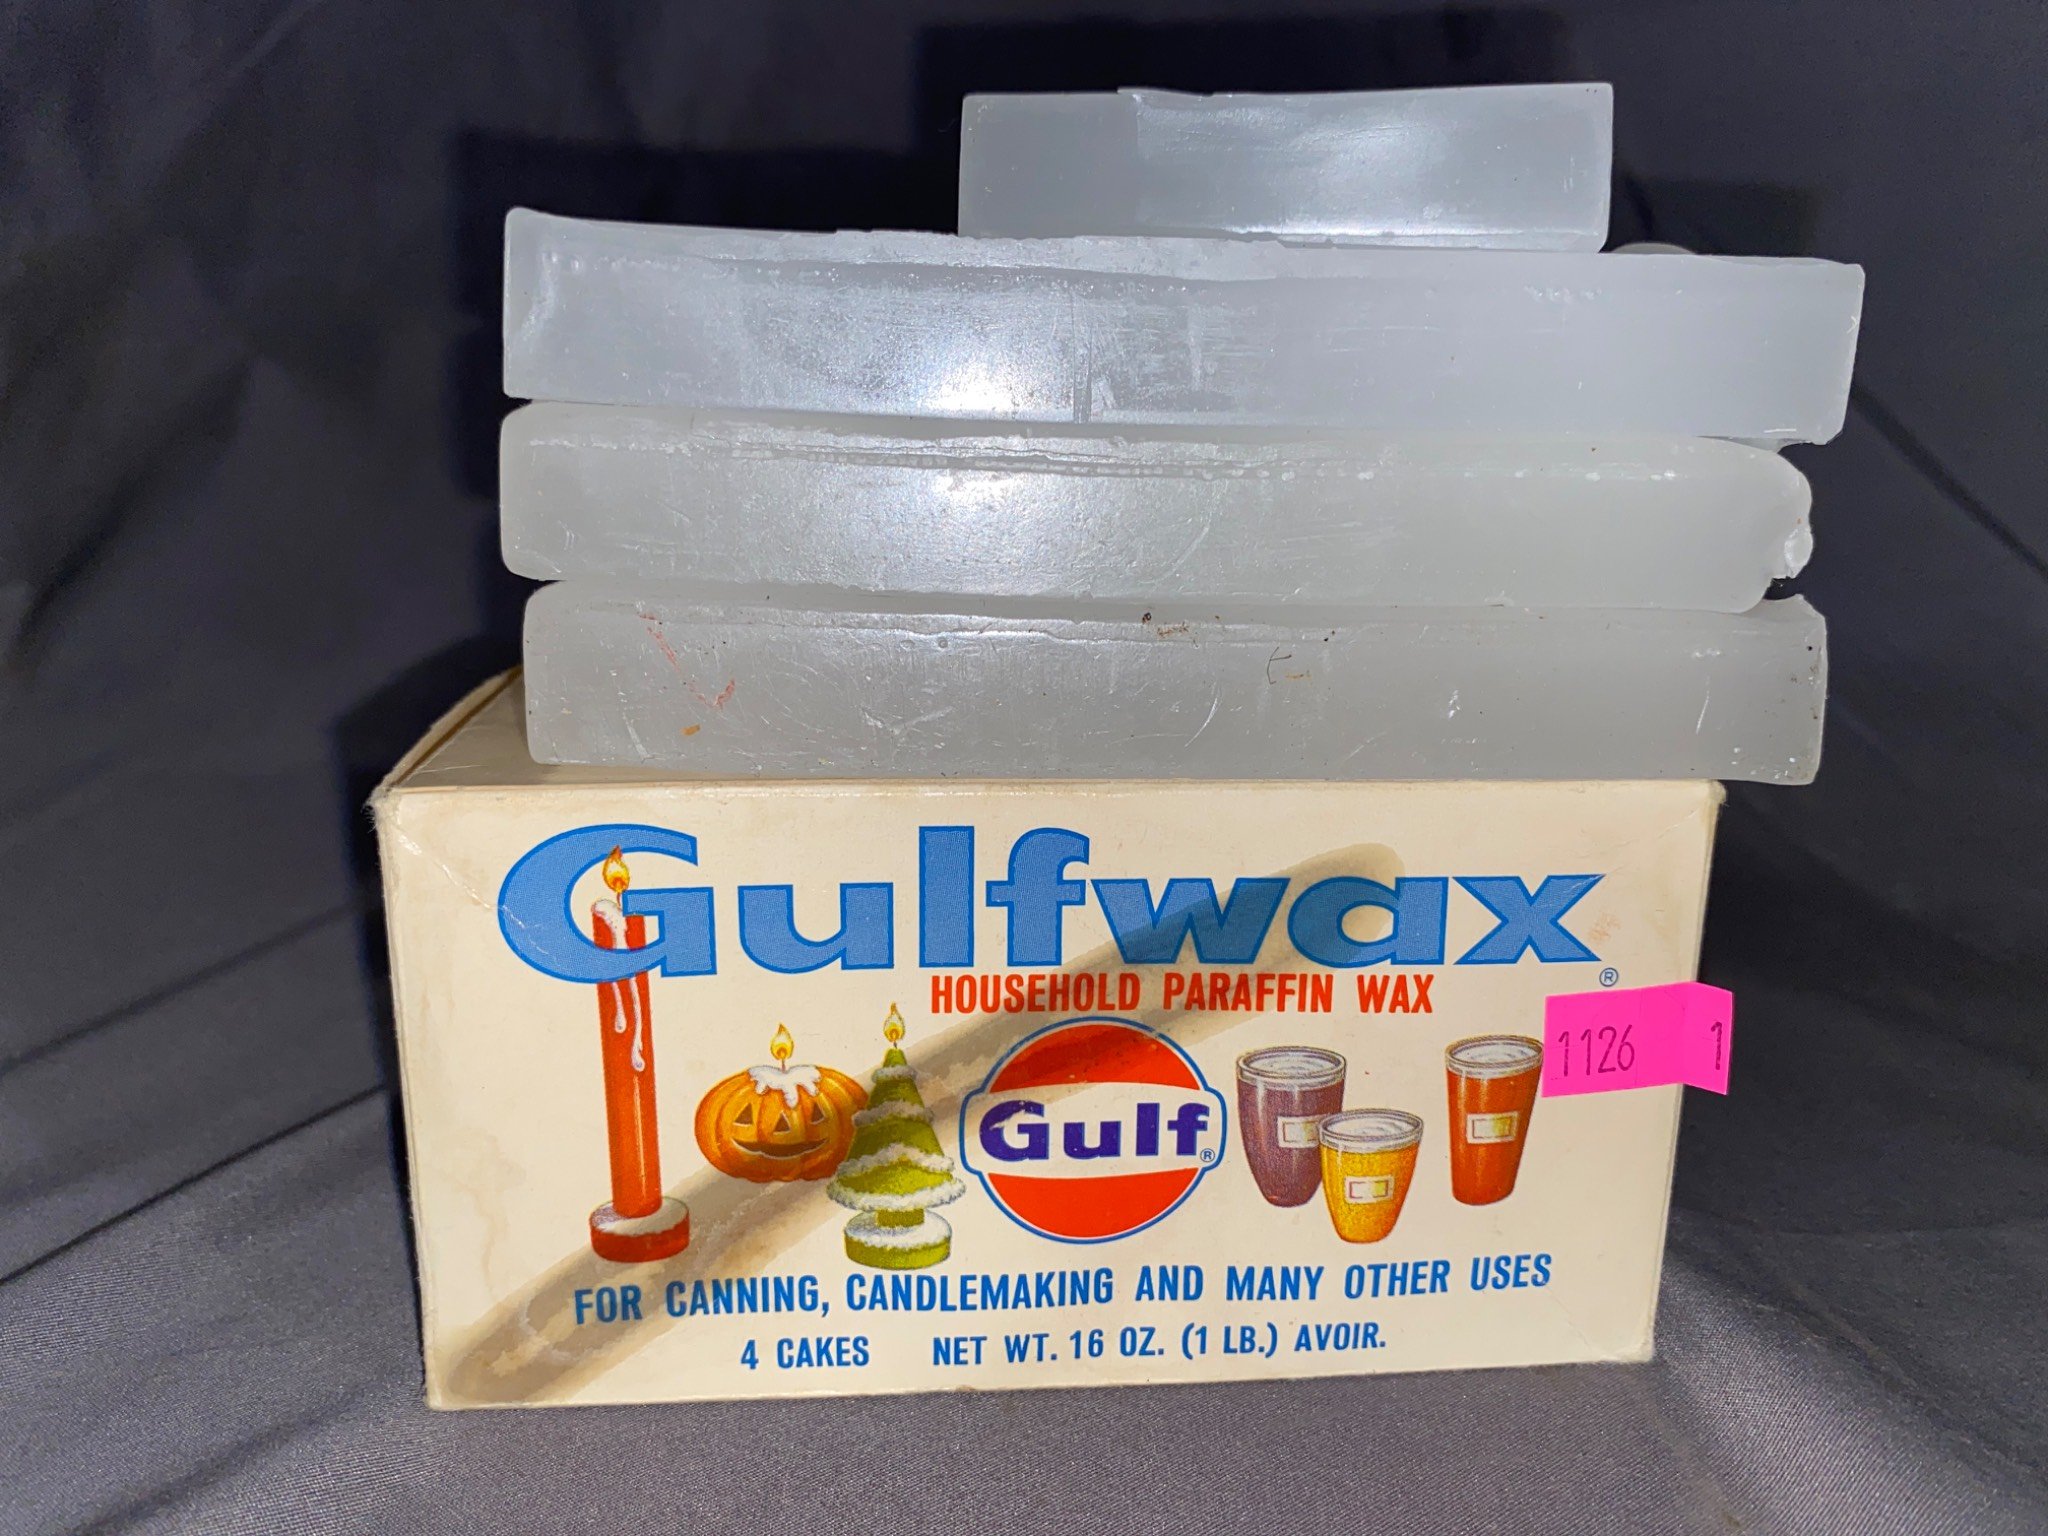 Gulfwax®
HOUSEHOLD PARAFFIN WAX
1126 1
Gulf®
FOR CANNING, CANDLEMAKING AND MANY OTHER USES
4 CAKES NET WT. 16 OZ. (1 LB.) AVOIR.